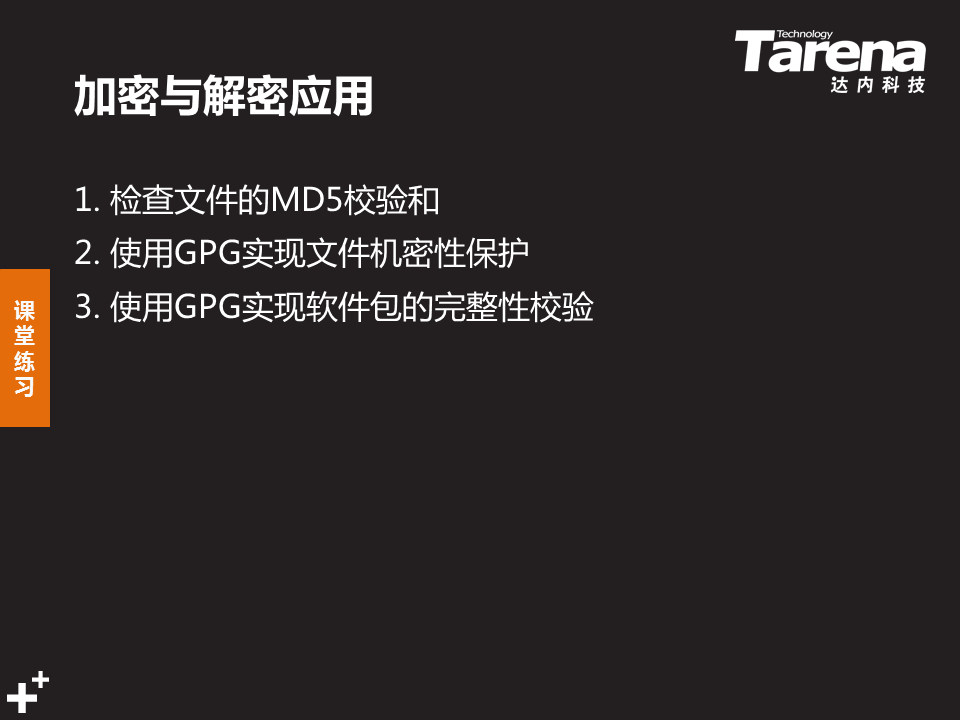 Technology
Tarena
达内科技
加密与解密应用
1. 检查文件的MD5校验和
2. 使用GPG实现文件机密性保护
3. 使用GPG实现软件包的完整性校验
课
堂
练
习